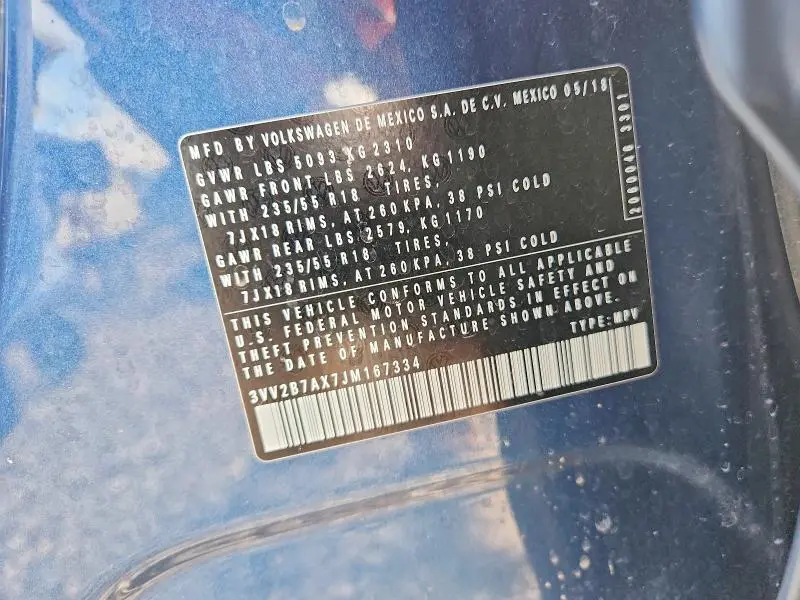 MFD BY VOLKSWAGEN DE MEXICO S.A. DE C.V. MEXICO 05/18
GVWR LBS 5093 KG 2310
GAWR FRONT LBS 2624, KG 1190
WITH 235/55 R18 TIRES,
7JX18 RIMS, AT 260 KPA, 38 PSI COLD
GAWR REAR LBS 2579, KG 1170
WITH 235/55 R18 TIRES,
7JX18 RIMS, AT 260 KPA, 38 PSI COLD
2060040 3301
THIS VEHICLE CONFORMS TO ALL APPLICABLE
U.S. FEDERAL MOTOR VEHICLE SAFETY AND
THEFT PREVENTION STANDARDS IN EFFECT ON
THE DATE OF MANUFACTURE SHOWN ABOVE.
TYPE: MPV
3VV2B7AX7JM167334